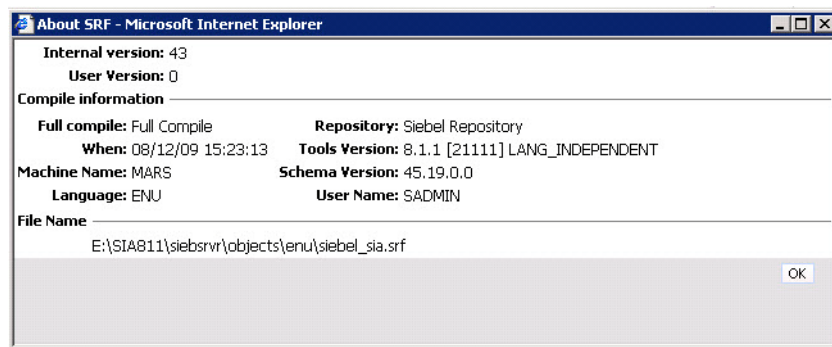 About SRF - Microsoft Internet Explorer
Internal version: 43
User Version: 0
Compile information
Full compile: Full Compile Repository: Siebel Repository
When: 08/12/09 15:23:13 Tools Version: 8.1.1 [21111] LANG_INDEPENDENT
Machine Name: MARS Schema Version: 45.19.0.0
Language: ENU User Name: SADMIN
File Name
E:\SIA811\siebsrvr\objects\enu\siebel_sia.srf
OK